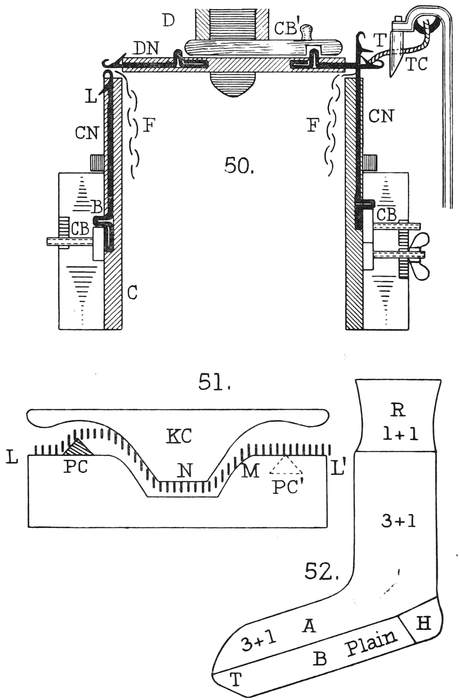 D
DN
CB'
T
TC
L
CN
F
F
CN
50.
B
CB
CB
C
51.
KC
L
PC
N
M
PC'
L'
R
1+1
3+1
52.
3+1
A
H
B Plain
T